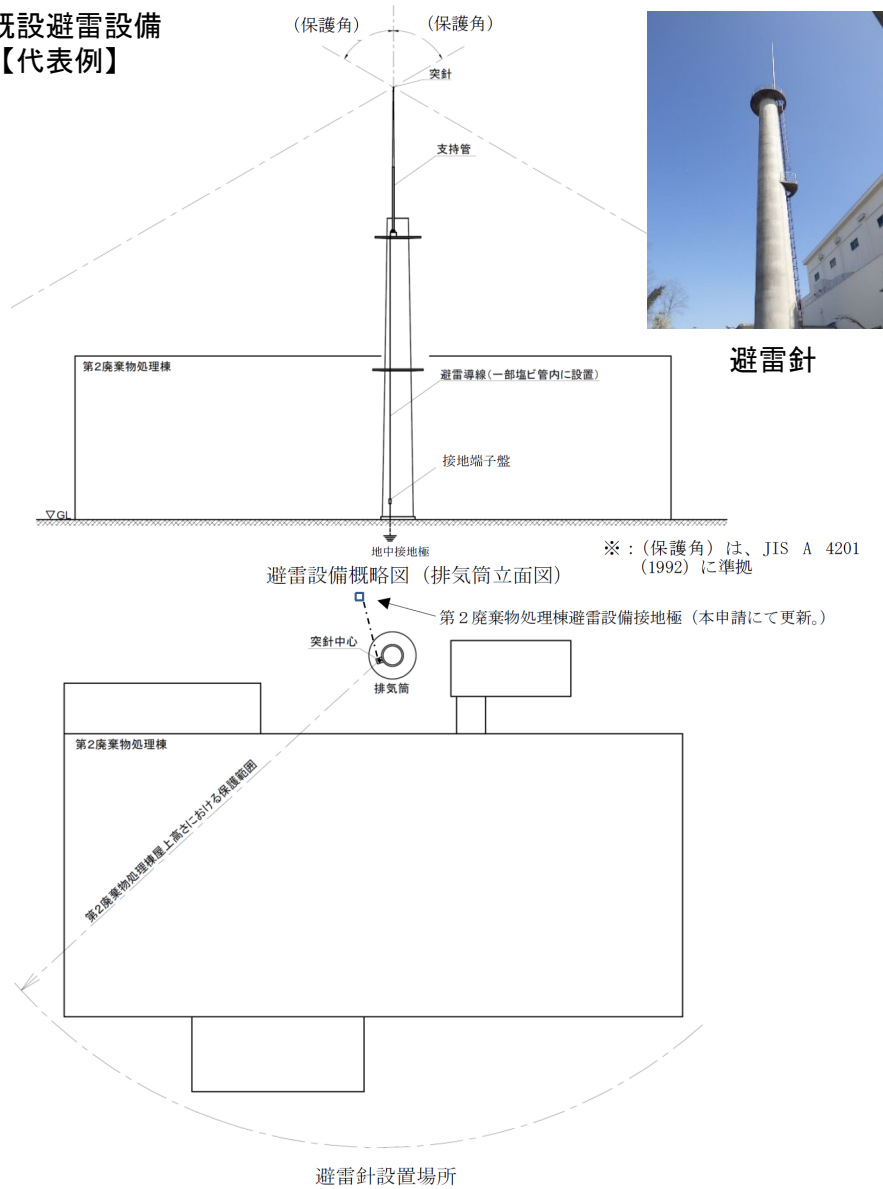 既設避雷設備
【代表例】
（保護角）
（保護角）
突針
支持管
避雷針
第2廃棄物処理棟
避雷導線(一部塩ビ管内に設置)
接地端子盤
▽GL
地中接地極
※：(保護角）は、JIS A 4201
(1992）に準拠
避雷設備概略図（排気筒立面図）
第２廃棄物処理棟避雷設備接地極（本申請にて更新。）
突針中心
排気筒
第2廃棄物処理棟
第2廃棄物処理棟屋上高さにおける保護範囲
避雷針設置場所